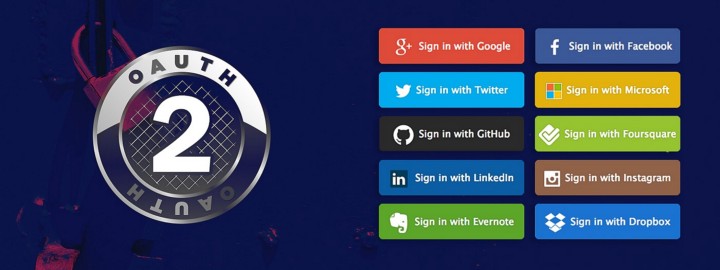 OAUTH
2
OAUTH
g+ Sign in with Google
f Sign in with Facebook
Sign in with Twitter
Sign in with Microsoft
Sign in with GitHub
Sign in with Foursquare
in Sign in with LinkedIn
Sign in with Instagram
Sign in with Evernote
Sign in with Dropbox